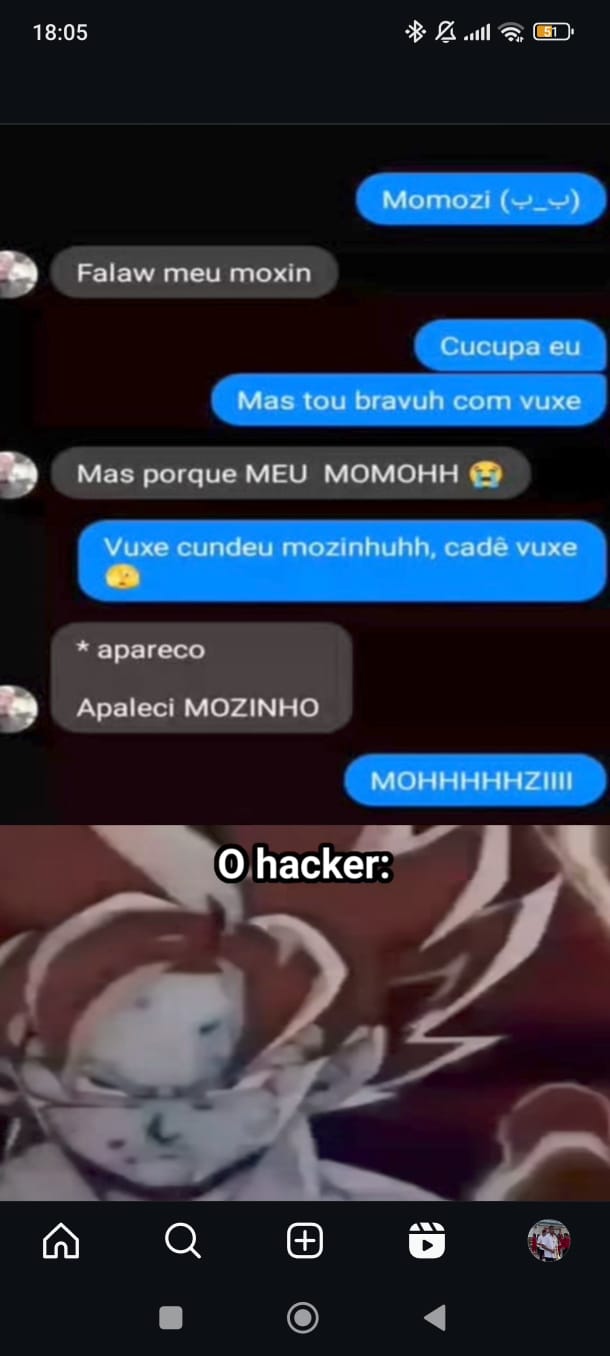 18:05
51
Momozi (ب_ب)
Falaw meu moxin
Cucupa eu
Mas tou bravuh com vuxe
Mas porque MEU MOMOHH 😭
Vuxe cundeu mozinhuhh, cadê vuxe
🫣
* apareco
Apaleci MOZINHO
MOHHHHHZIIII
O hacker: